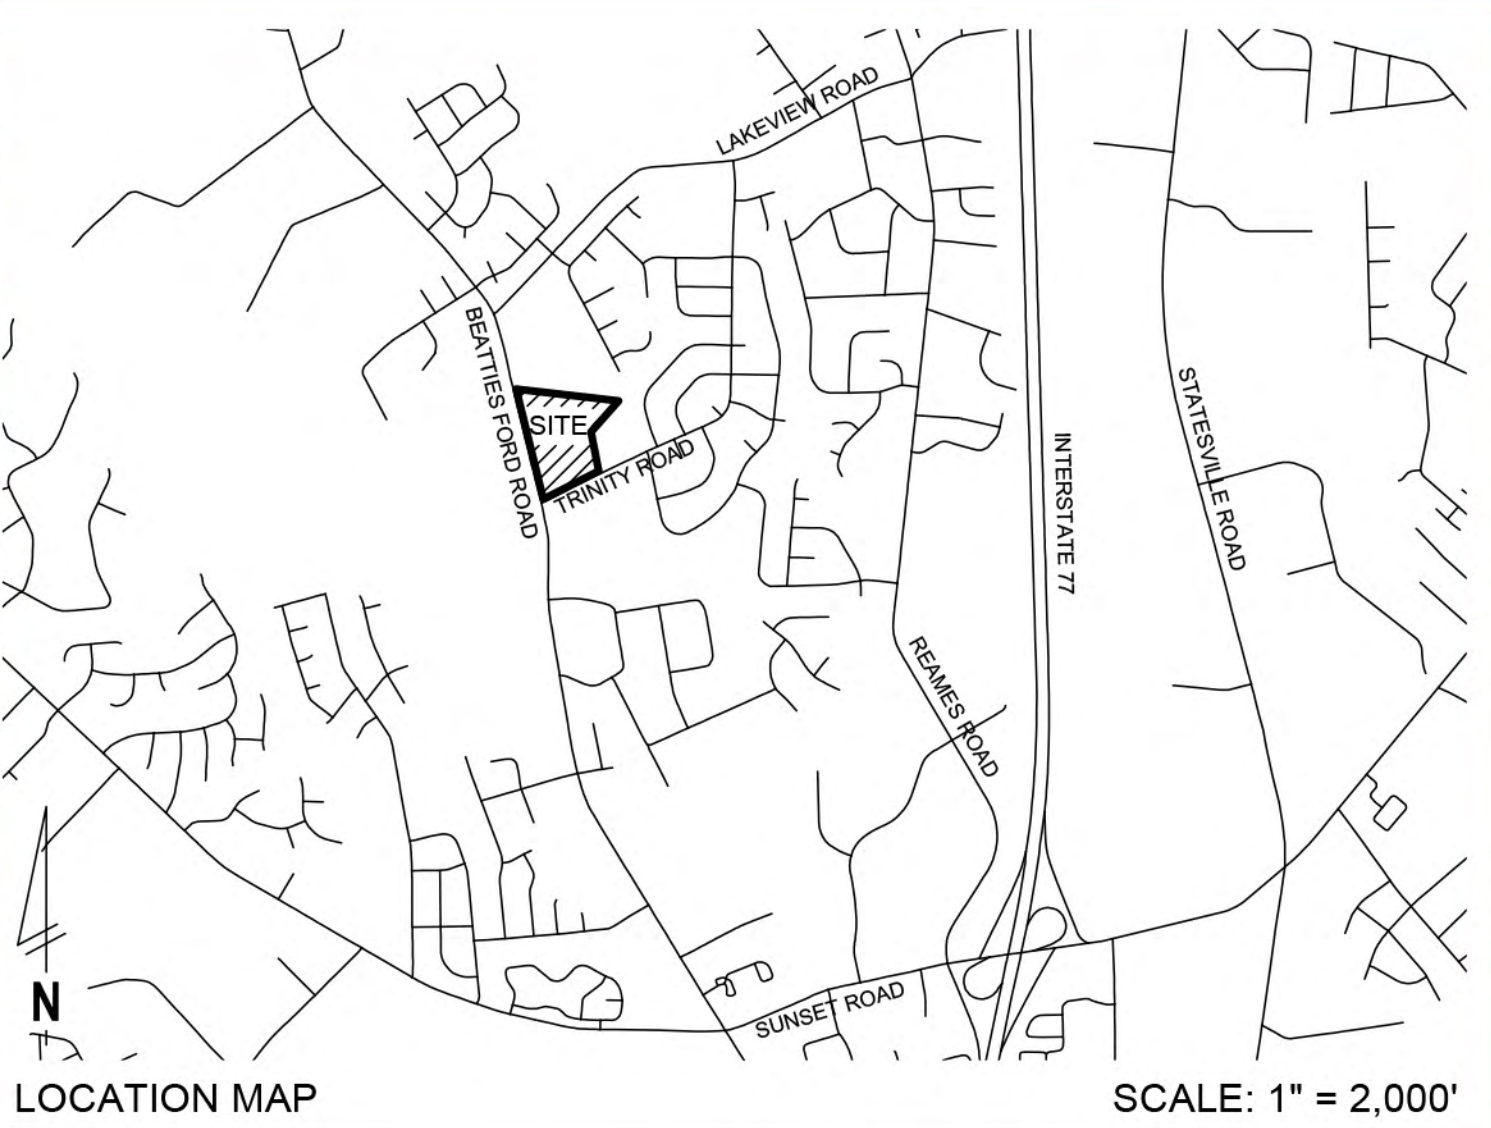 LAKEVIEW ROAD
BEATTIES FORD ROAD
SITE
TRINITY ROAD
INTERSTATE 77
STATESVILLE ROAD
REAMES ROAD
SUNSET ROAD
N
LOCATION MAP
SCALE: 1" = 2,000'